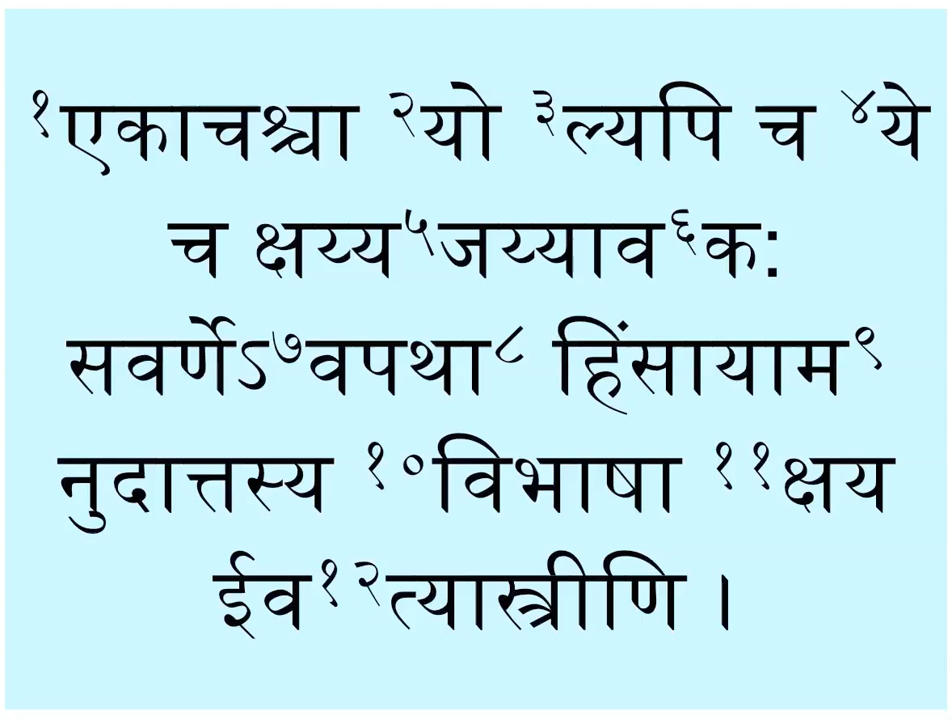 १एकाचश्चा २यो ३ल्यपि च ४ये
च क्षय्य५जय्याव६क:
सवर्णेऽ७वपथा८ हिंसायाम९
नुदात्तस्य १०विभाषा ११क्षय
ईव१२त्यास्त्रीणि ।